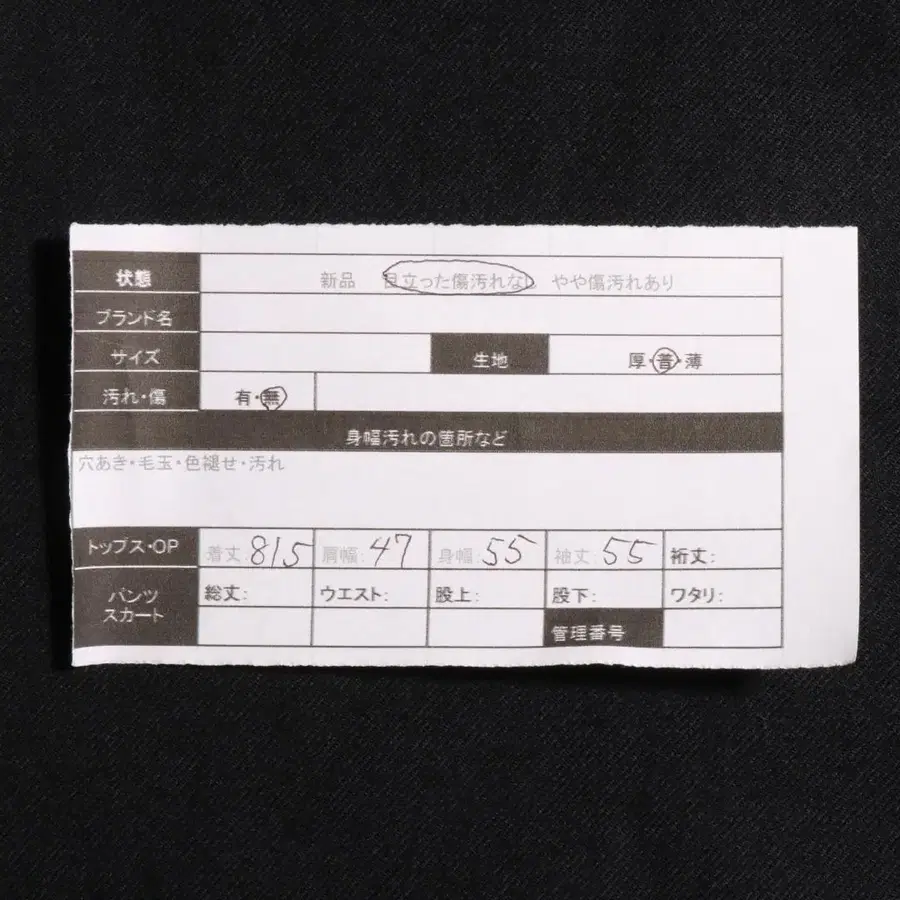 状態 新品 目立った傷汚れなし やや傷汚れあり
ブランド名
サイズ 生地 厚・普・薄
汚れ・傷 有・無
身幅汚れの箇所など
穴あき・毛玉・色褪せ・汚れ
トップス・OP 着丈:815 肩幅:47 身幅:55 袖丈:55 裄丈:
パンツ 総丈: ウエスト: 股上: 股下: ワタリ:
スカート
管理番号